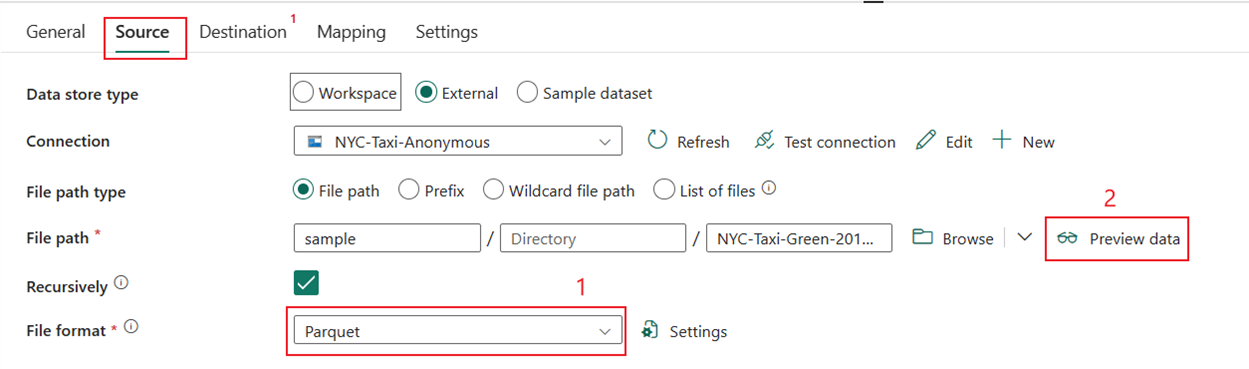 General Source Destination 1 Mapping Settings
Data store type Workspace External Sample dataset
Connection NYC-Taxi-Anonymous Refresh Test connection Edit New
File path type File path Prefix Wildcard file path List of files
2
File path * sample / Directory / NYC-Taxi-Green-201... Browse Preview data
Recursively
1
File format * Parquet Settings